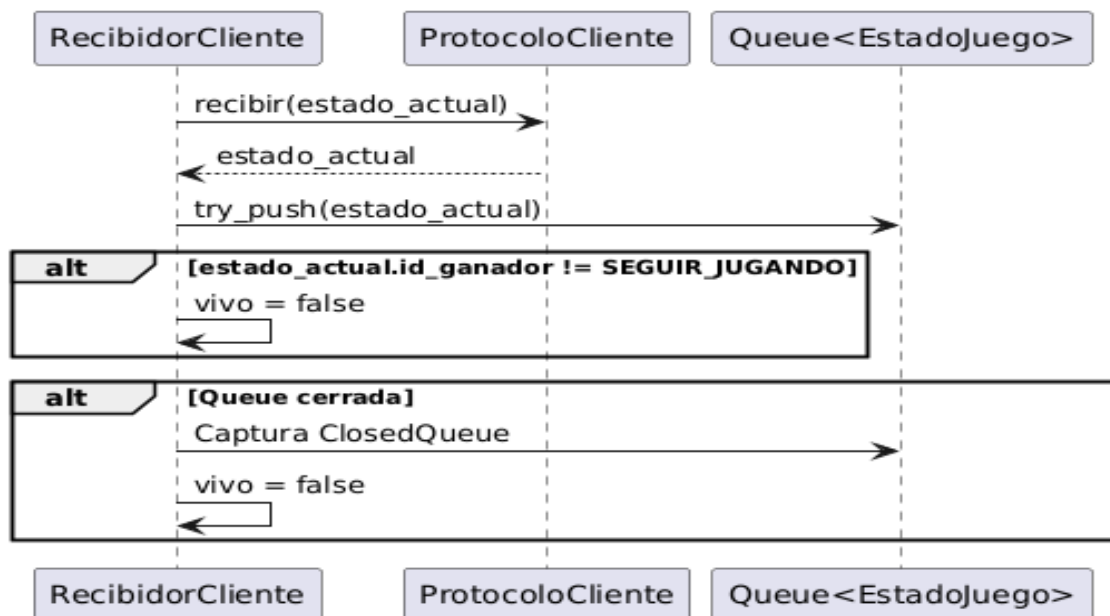 RecibidorCliente ProtocoloCliente Queue<EstadoJuego>
recibir(estado_actual)
estado_actual
try_push(estado_actual)
alt [estado_actual.id_ganador != SEGUIR_JUGANDO]
vivo = false
alt [Queue cerrada]
Captura ClosedQueue
vivo = false
RecibidorCliente ProtocoloCliente Queue<EstadoJuego>